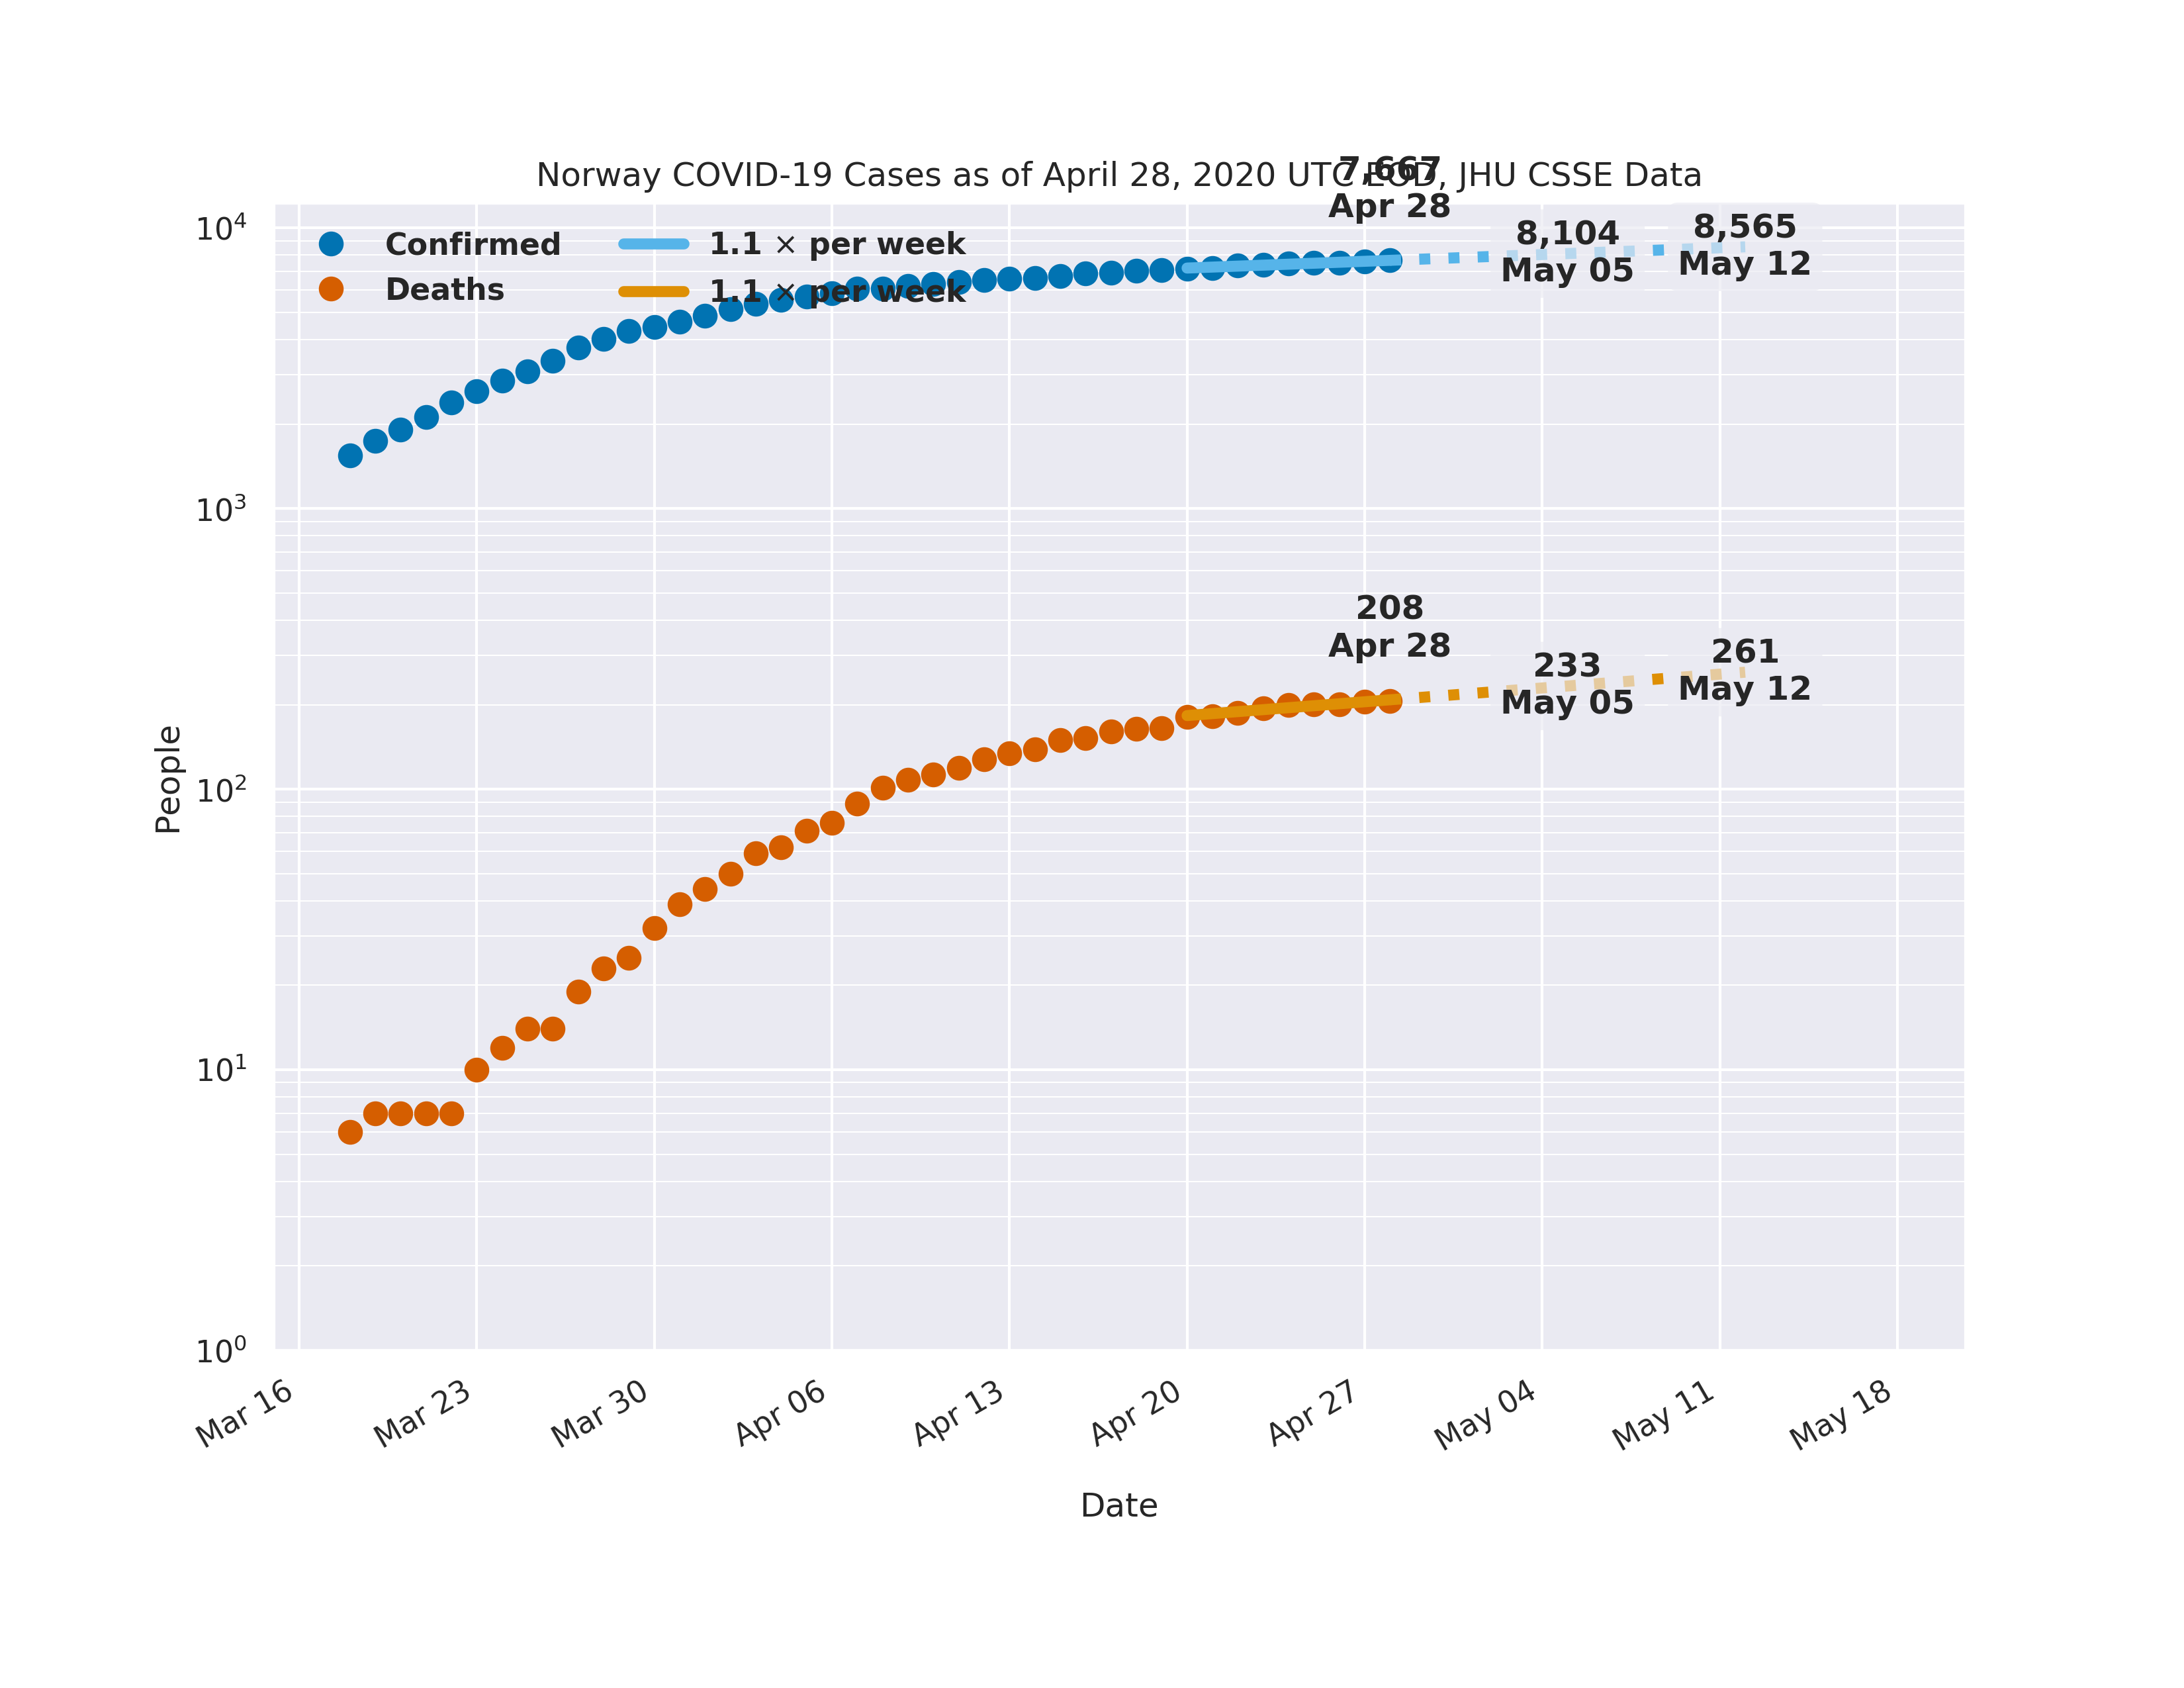 Norway COVID-19 Cases as of April 28, 2020 UTC EOD, JHU CSSE Data
7,667
Apr 28
8,104
May 05
8,565
May 12
Confirmed
Deaths
1.1 × per week
1.1 × per week
208
Apr 28
233
May 05
261
May 12
People
10⁴
10³
10²
10¹
10⁰
Mar 16
Mar 23
Mar 30
Apr 06
Apr 13
Apr 20
Apr 27
May 04
May 11
May 18
Date